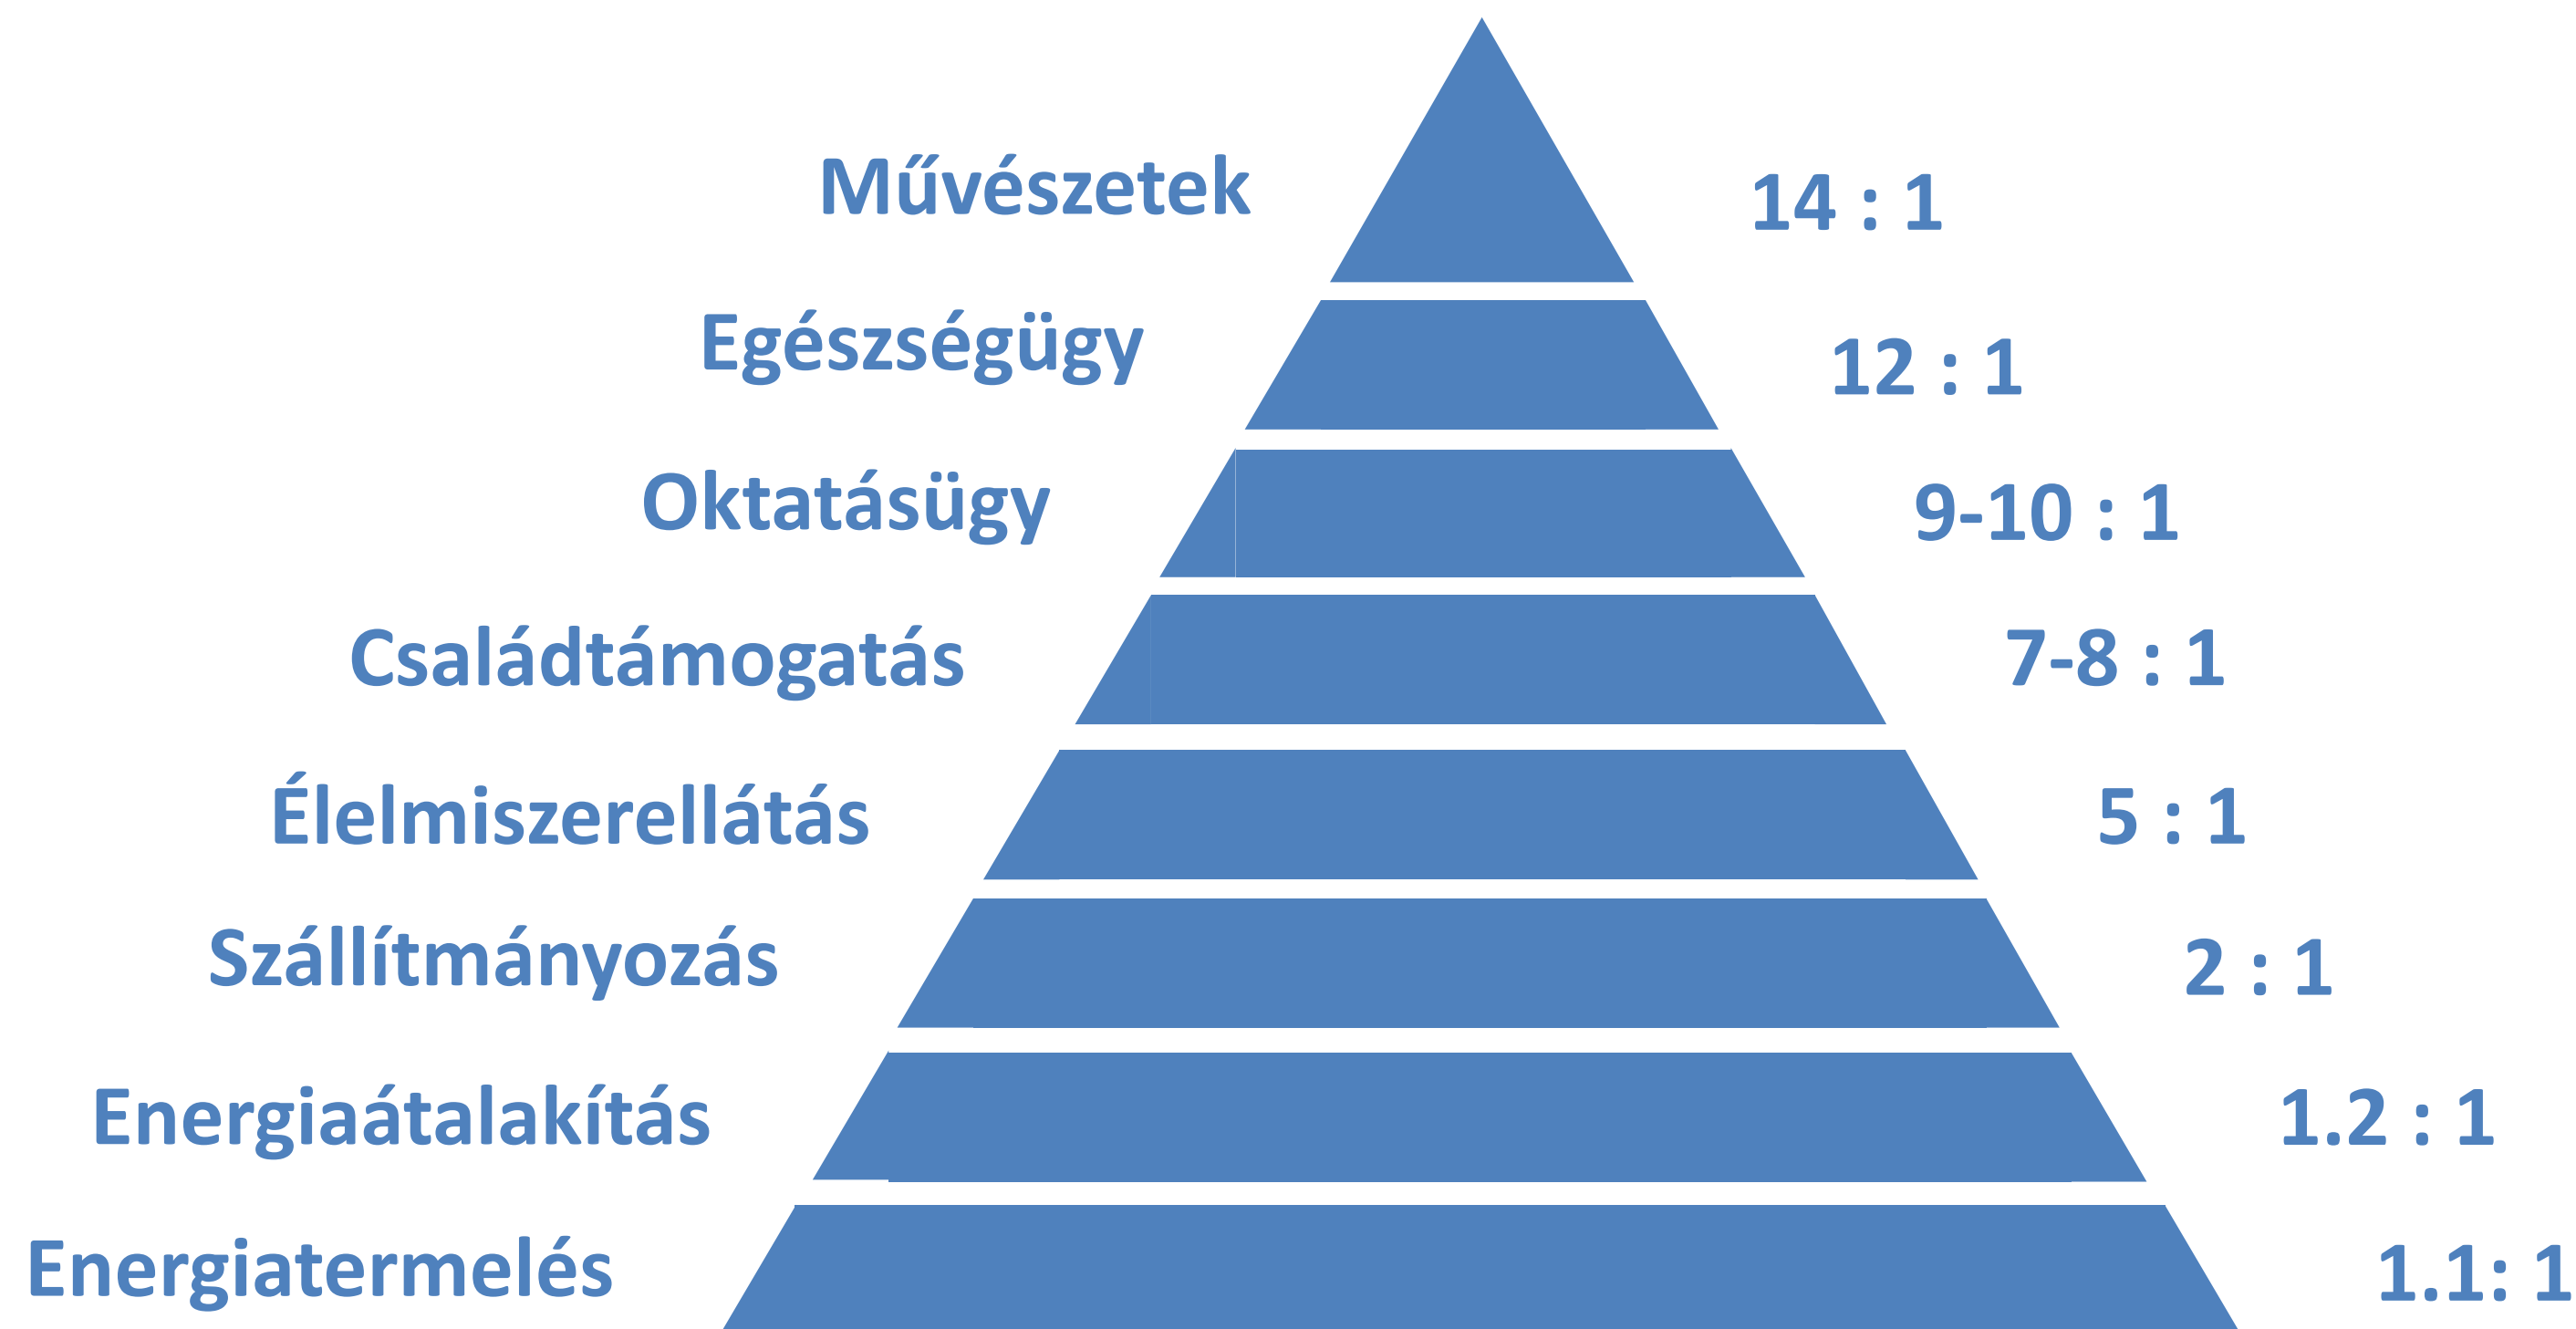 Művészetek
14 : 1
Egészségügy
12 : 1
Oktatásügy
9-10 : 1
Családtámogatás
7-8 : 1
Élelmiszerellátás
5 : 1
Szállítmányozás
2 : 1
Energiaátalakítás
1.2 : 1
Energiatermelés
1.1: 1